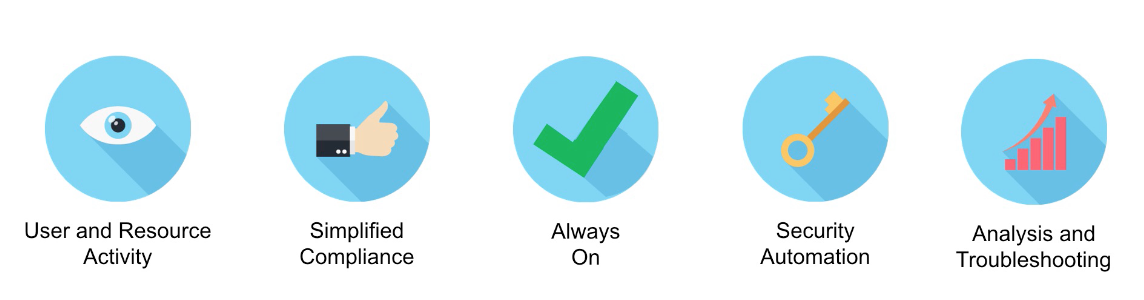 User and Resource
Activity
Simplified
Compliance
Always
On
Security
Automation
Analysis and
Troubleshooting